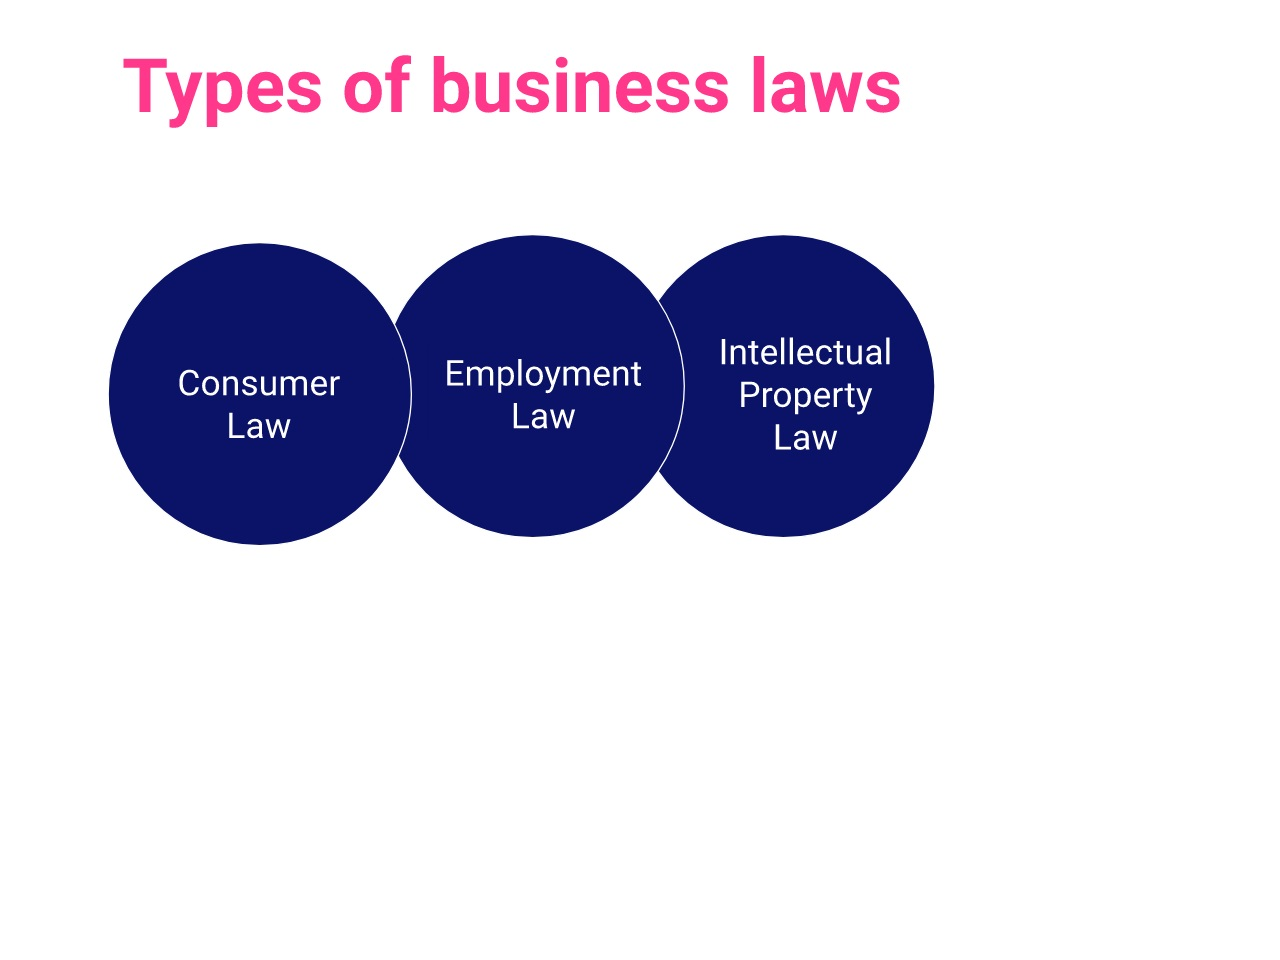 Types of business laws
Consumer
Law
Employment
Law
Intellectual
Property
Law